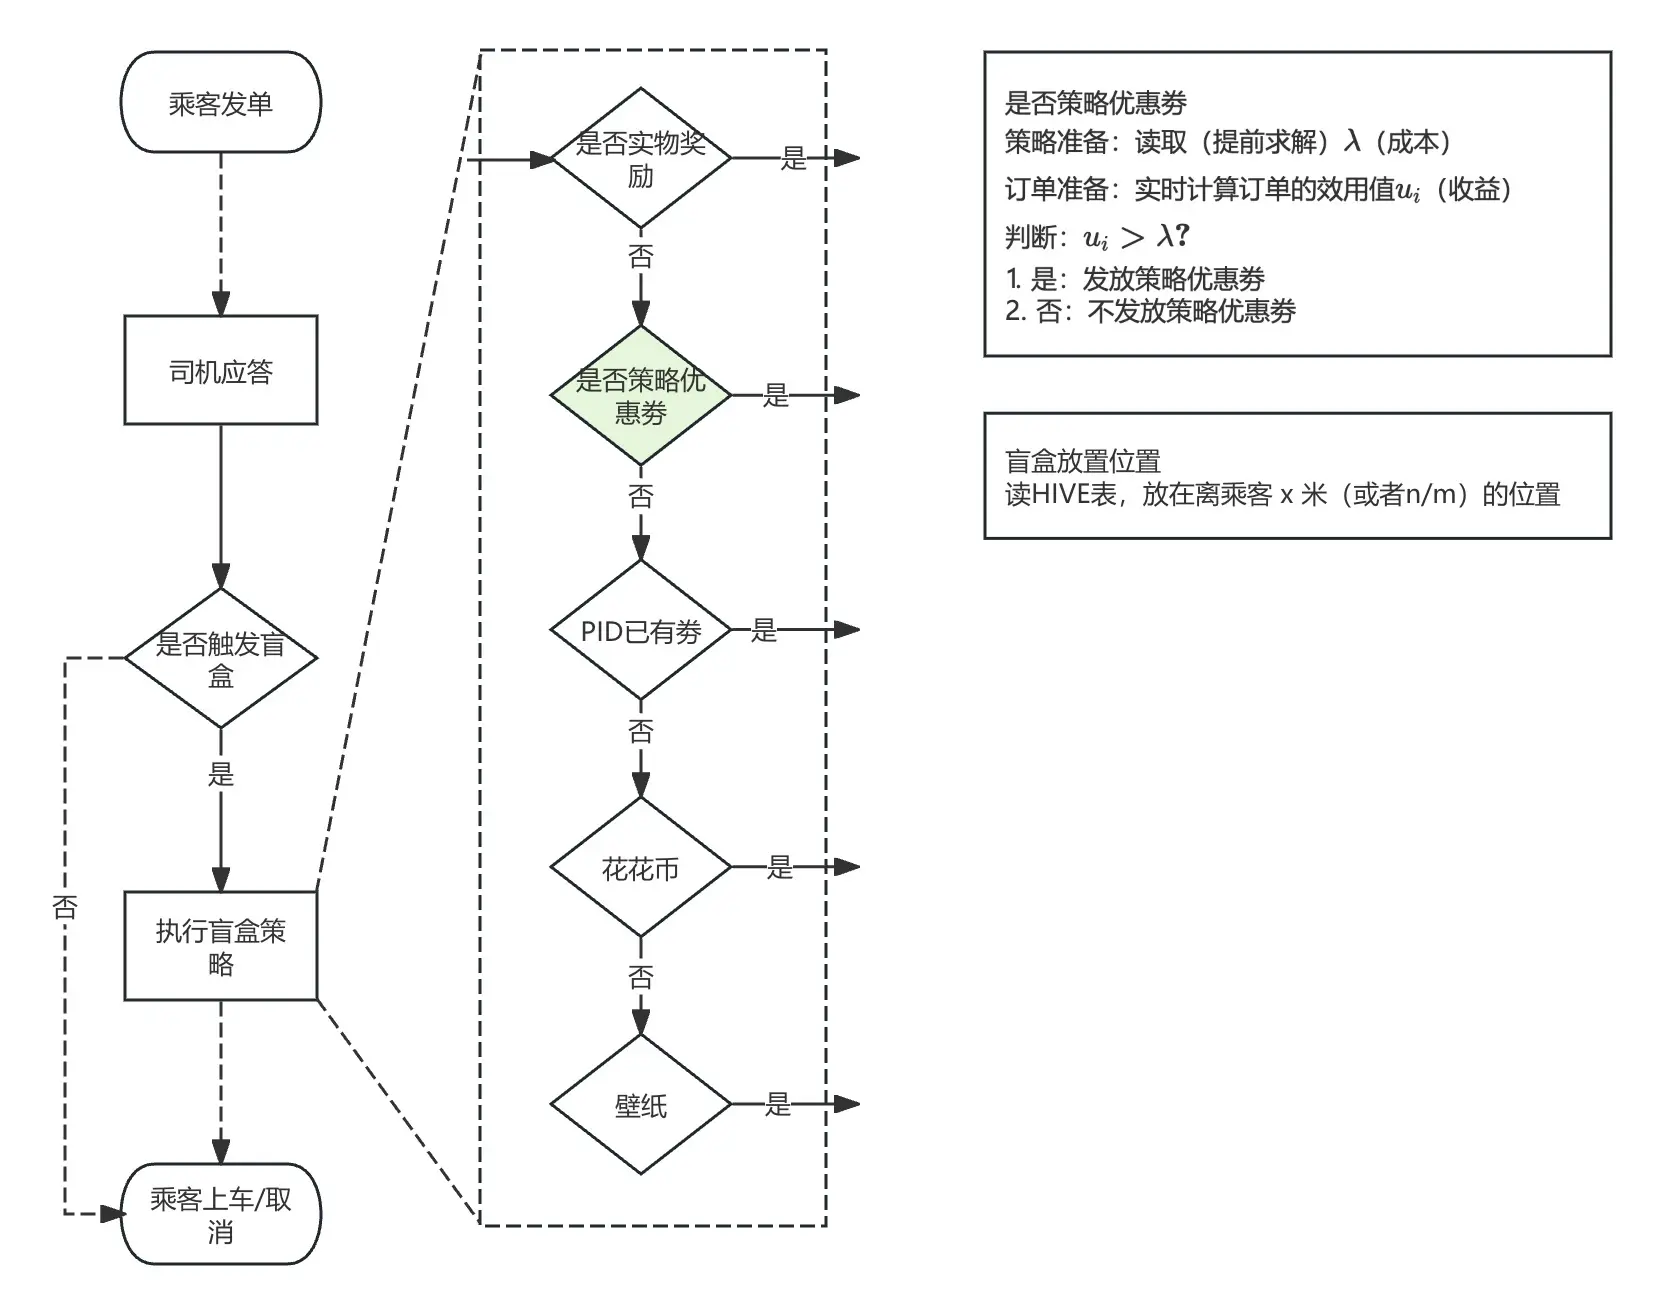 乘客发单
司机应答
是否触发盲
盒
是
否
执行盲盒策
略
乘客上车/取
消
是否实物奖
励
是
否
是否策略优
惠劵
是
否
PID已有劵
是
否
花花币
是
否
壁纸
是
是否策略优惠劵
策略准备：读取（提前求解）λ（成本）
订单准备：实时计算订单的效用值uᵢ（收益）
判断：uᵢ > λ?
1. 是：发放策略优惠劵
2. 否：不发放策略优惠劵
盲盒放置位置
读HIVE表，放在离乘客 x 米（或者n/m）的位置